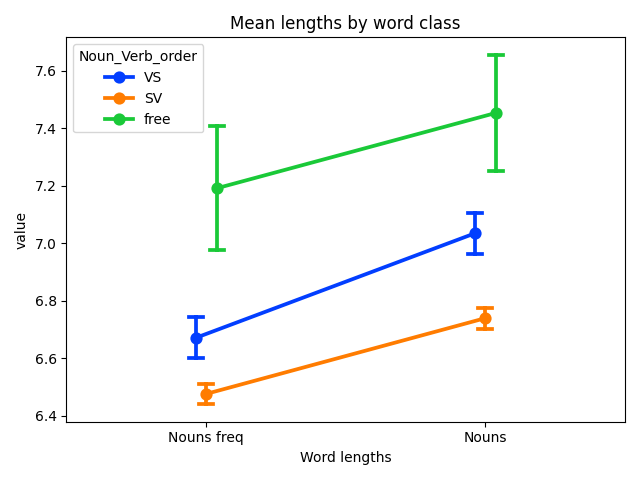 Mean lengths by word class
Noun_Verb_order
VS
SV
free
value
7.6
7.4
7.2
7.0
6.8
6.6
6.4
Nouns freq
Nouns
Word lengths